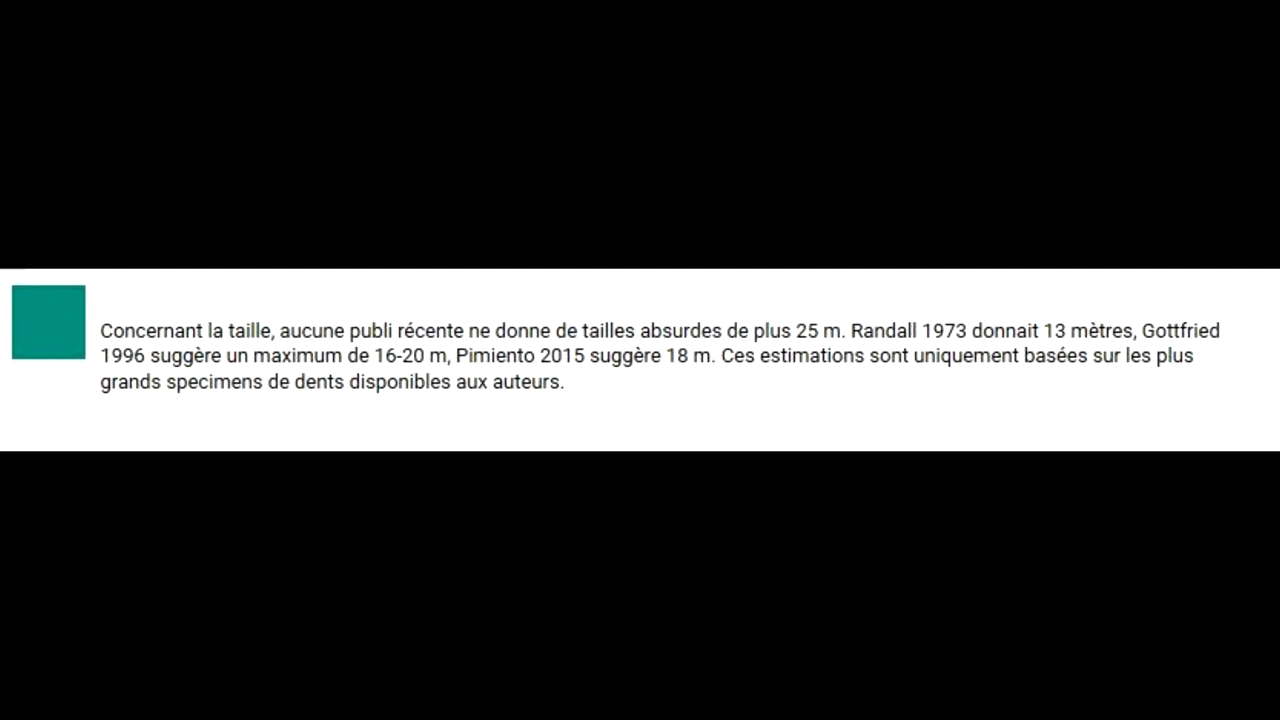 Concernant la taille, aucune publi récente ne donne de tailles absurdes de plus 25 m. Randall 1973 donnait 13 mètres, Gottfried
1996 suggère un maximum de 16-20 m, Pimiento 2015 suggère 18 m. Ces estimations sont uniquement basées sur les plus
grands specimens de dents disponibles aux auteurs.